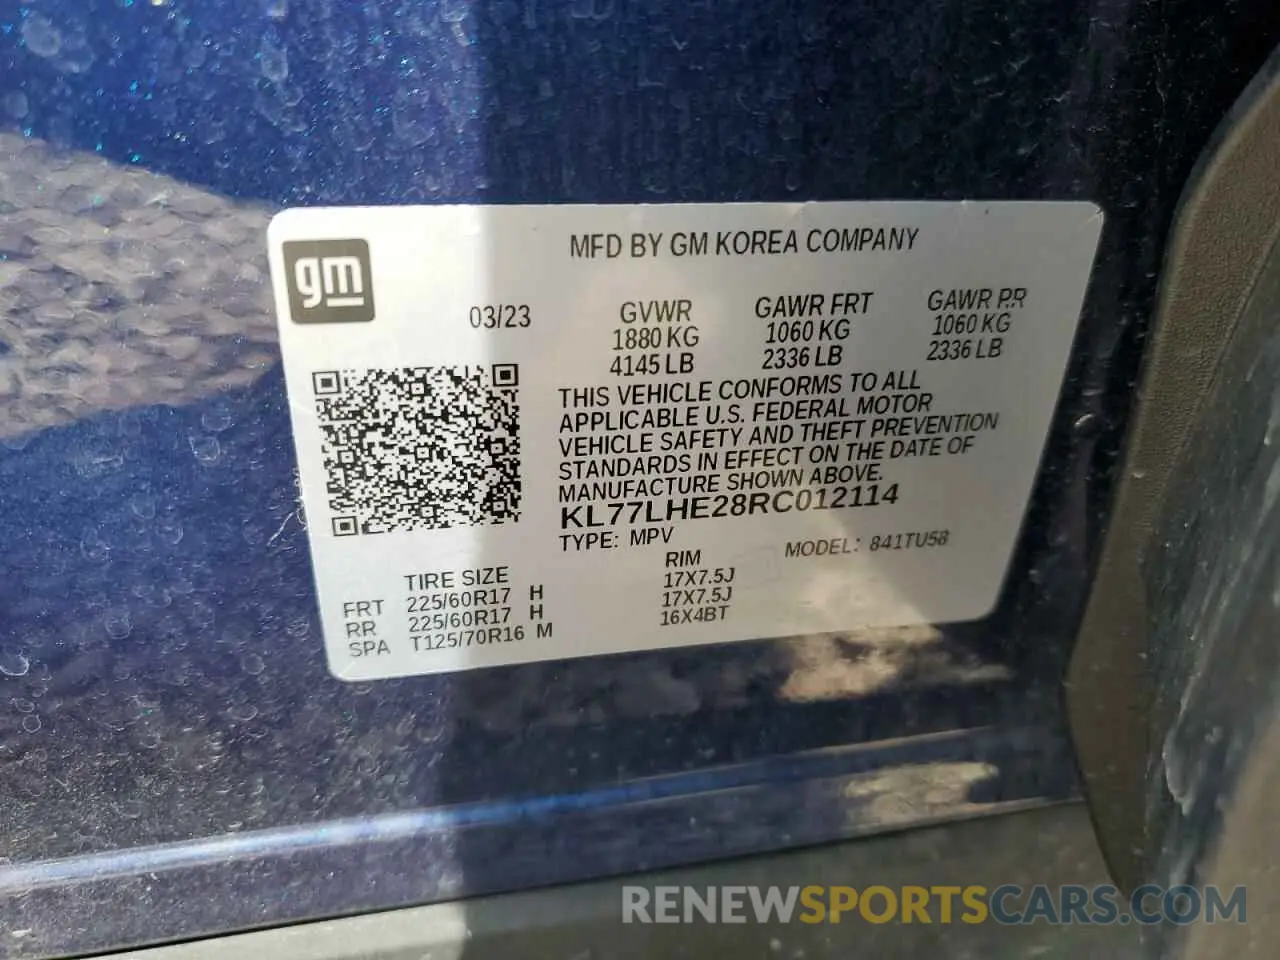 MFD BY GM KOREA COMPANY
gm
03/23
GVWR
1880 KG
4145 LB
GAWR FRT
1060 KG
2336 LB
GAWR RR
1060 KG
2336 LB
THIS VEHICLE CONFORMS TO ALL
APPLICABLE U.S. FEDERAL MOTOR
VEHICLE SAFETY AND THEFT PREVENTION
STANDARDS IN EFFECT ON THE DATE OF
MANUFACTURE SHOWN ABOVE.
KL77LHE28RC012114
TYPE: MPV
MODEL: 841TU58
TIRE SIZE
RIM
FRT 225/60R17 H 17X7.5J
RR 225/60R17 H 17X7.5J
SPA T125/70R16 M 16X4BT
RENEWSPORTSCARS.COM